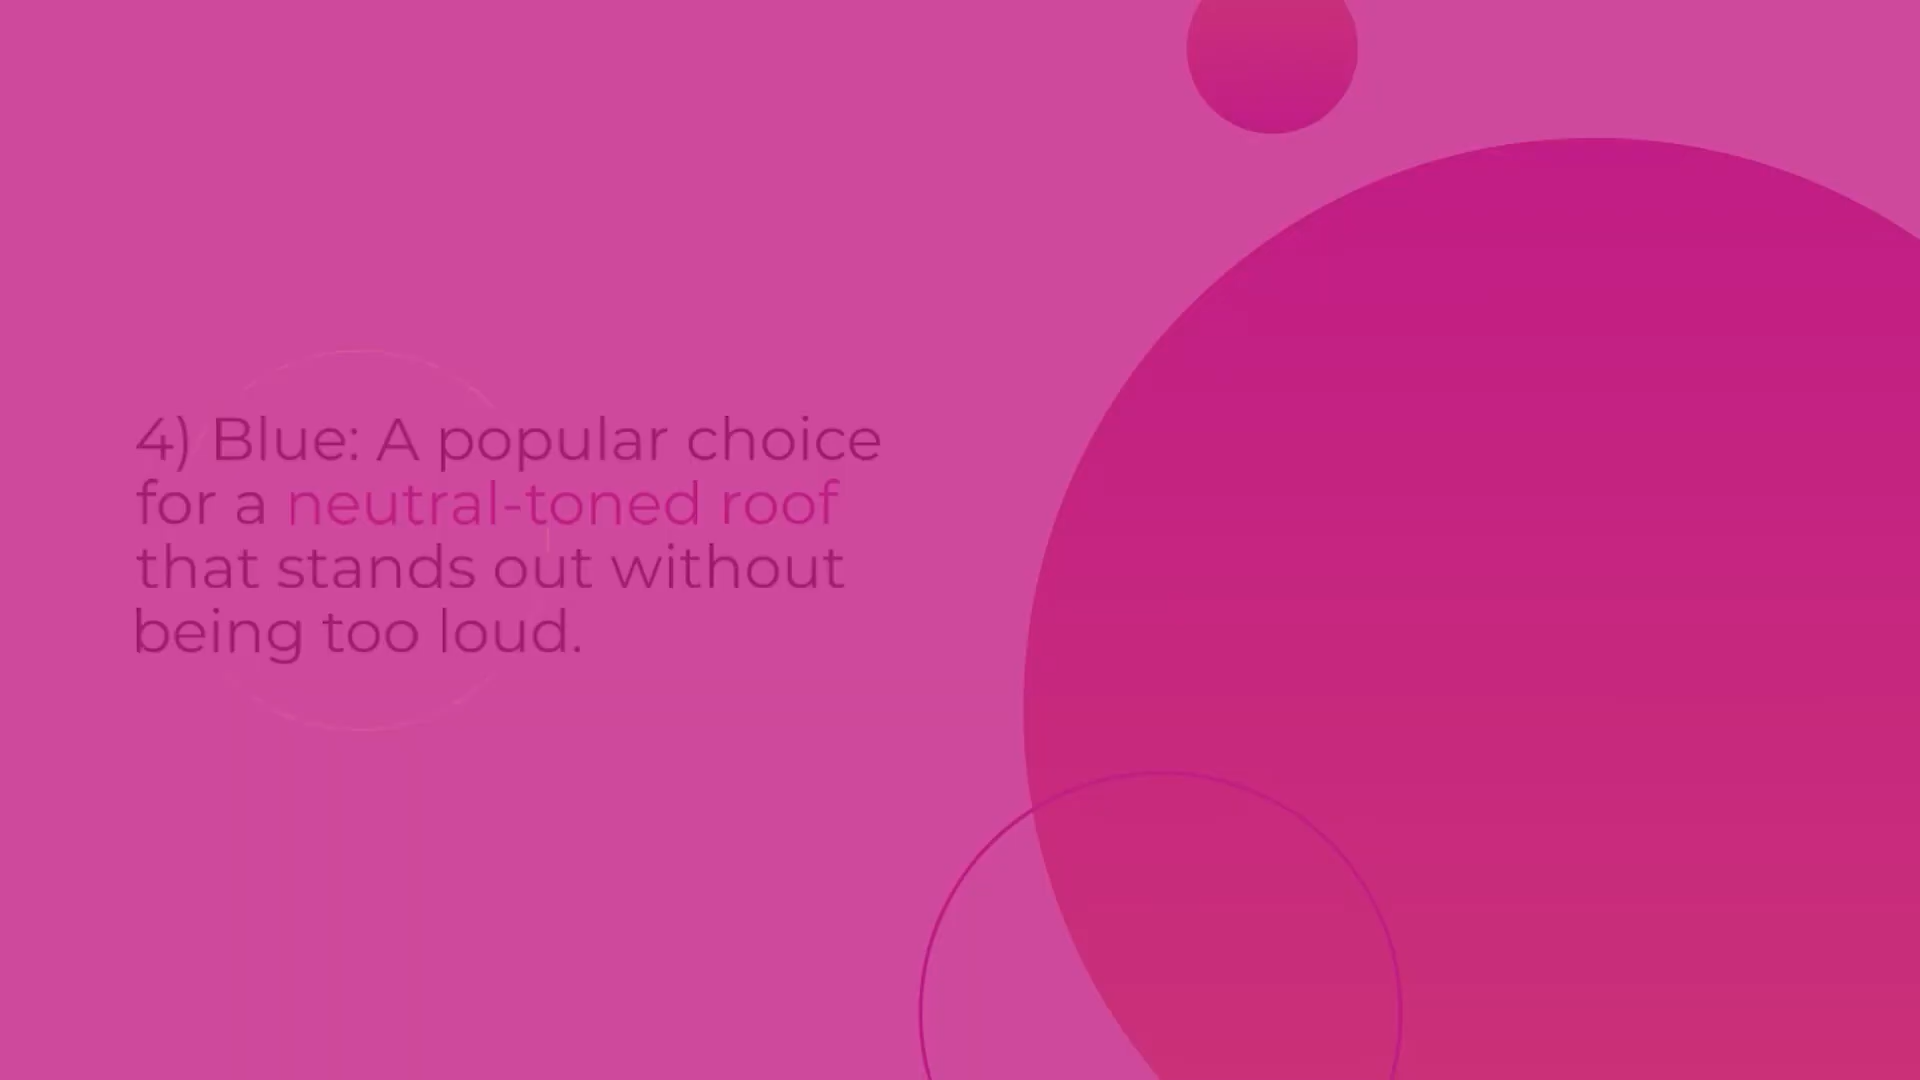 4) Blue: A popular choice
for a neutral-toned roof
that stands out without
being too loud.